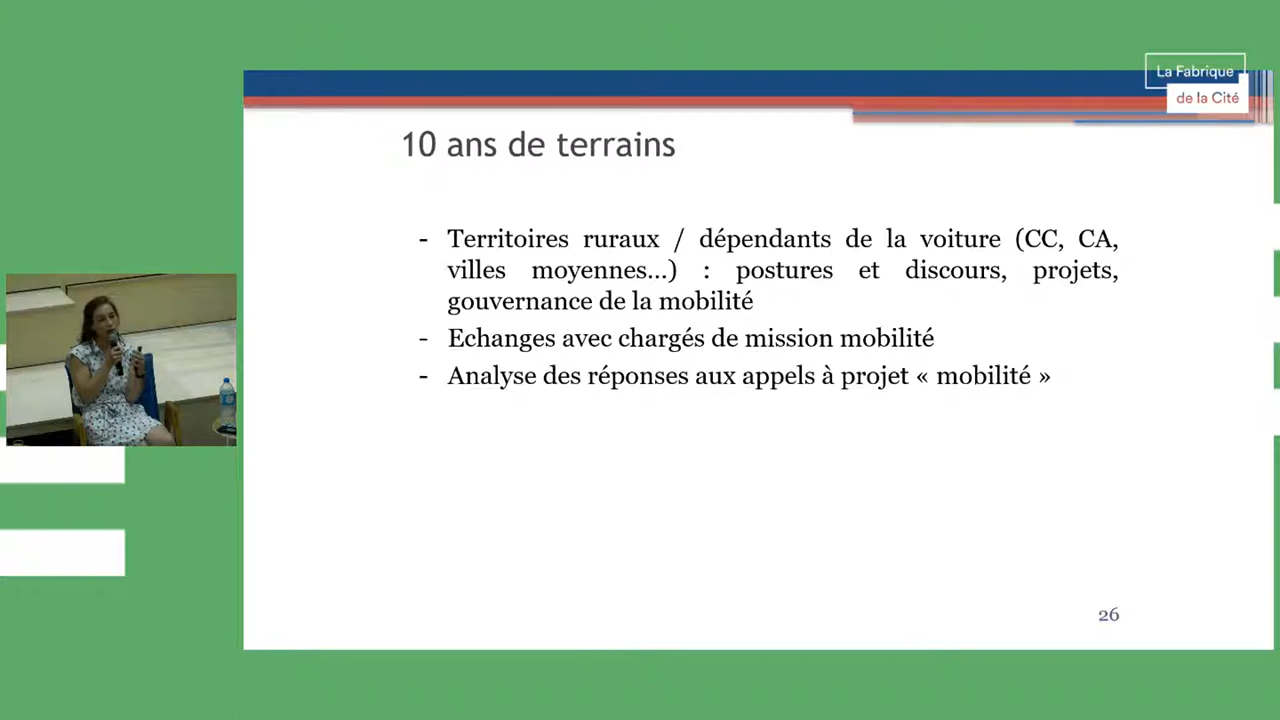 La Fabrique
de la Cité
10 ans de terrains
- Territoires ruraux / dépendants de la voiture (CC, CA,
villes moyennes...) : postures et discours, projets,
gouvernance de la mobilité
- Echanges avec chargés de mission mobilité
- Analyse des réponses aux appels à projet « mobilité »
26